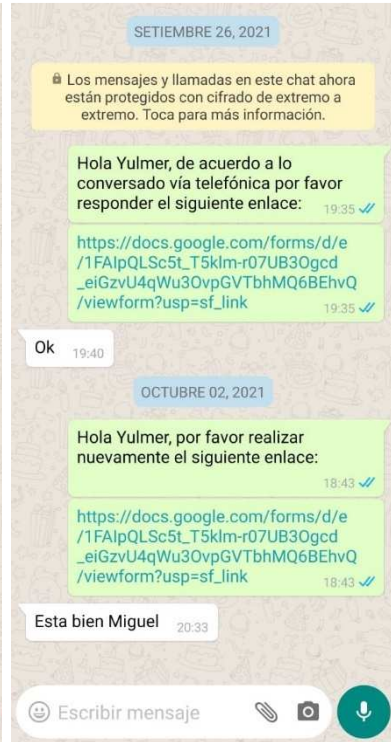 SETIEMBRE 26, 2021
Los mensajes y llamadas en este chat ahora
están protegidos con cifrado de extremo a
extremo. Toca para más información.
Hola Yulmer, de acuerdo a lo
conversado vía telefónica por favor
responder el siguiente enlace: 19:35
https://docs.google.com/forms/d/e
/1FAIpQLSc5t_T5klm-r07UB3Ogcd
_eiGzvU4qWu3OvpGVTbhMQ6BEhvQ
/viewform?usp=sf_link 19:35
Ok 19:40
OCTUBRE 02, 2021
Hola Yulmer, por favor realizar
nuevamente el siguiente enlace:
18:43
https://docs.google.com/forms/d/e
/1FAIpQLSc5t_T5klm-r07UB3Ogcd
_eiGzvU4qWu3OvpGVTbhMQ6BEhvQ
/viewform?usp=sf_link 18:43
Esta bien Miguel 20:33
Escribir mensaje